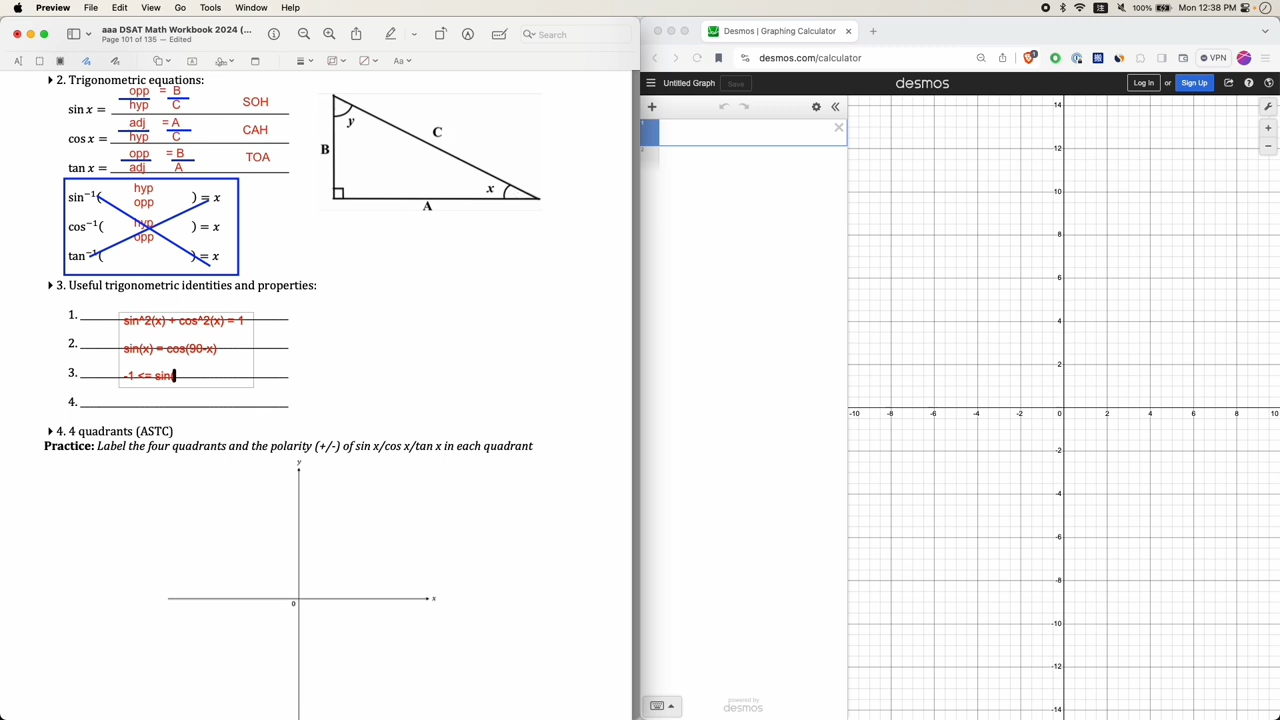 Preview File Edit View Go Tools Window Help
100% Mon Jan 12 12:38 PM
aaa DSAT Math Workbook 2024 (...
Page 101 of 135 — Edited
Search
2. Trigonometric equations:
sin x = opp/hyp = B/C SOH
cos x = adj/hyp = A/C CAH
tan x = opp/adj = B/A TOA
sin⁻¹( hyp opp ) = x
cos⁻¹( hyp opp ) = x
tan⁻¹( ) = x
y
C
B
x
A
3. Useful trigonometric identities and properties:
1. sin^2(x) + cos^2(x) = 1
2. sin(x) = cos(90-x)
3. -1 <= sin(
4.
4. 4 quadrants (ASTC)
Practice: Label the four quadrants and the polarity (+/-) of sin x/cos x/tan x in each quadrant
y
x
0
Desmos | Graphing Calculator
desmos.com/calculator
1
VPN
Untitled Graph Save
desmos
Log In or Sign Up
1
2
powered by
desmos
14
12
10
8
6
4
2
-10 -8 -6 -4 -2 0 2 4 6 8 10
-2
-4
-6
-8
-10
-12
-14